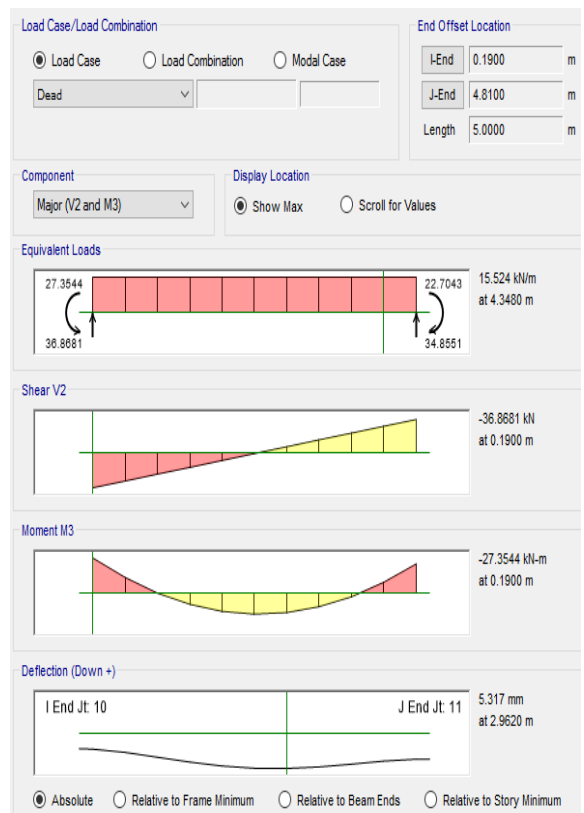 Load Case/Load Combination
Load Case Load Combination Modal Case
Dead
End Offset Location
I-End 0.1900 m
J-End 4.8100 m
Length 5.0000 m
Component
Major (V2 and M3)
Display Location
Show Max Scroll for Values
Equivalent Loads
27.3544 22.7043
36.8681 34.8551
15.524 kN/m
at 4.3480 m
Shear V2
-36.8681 kN
at 0.1900 m
Moment M3
-27.3544 kN-m
at 0.1900 m
Deflection (Down +)
I End Jt: 10 J End Jt: 11
5.317 mm
at 2.9620 m
Absolute Relative to Frame Minimum Relative to Beam Ends Relative to Story Minimum